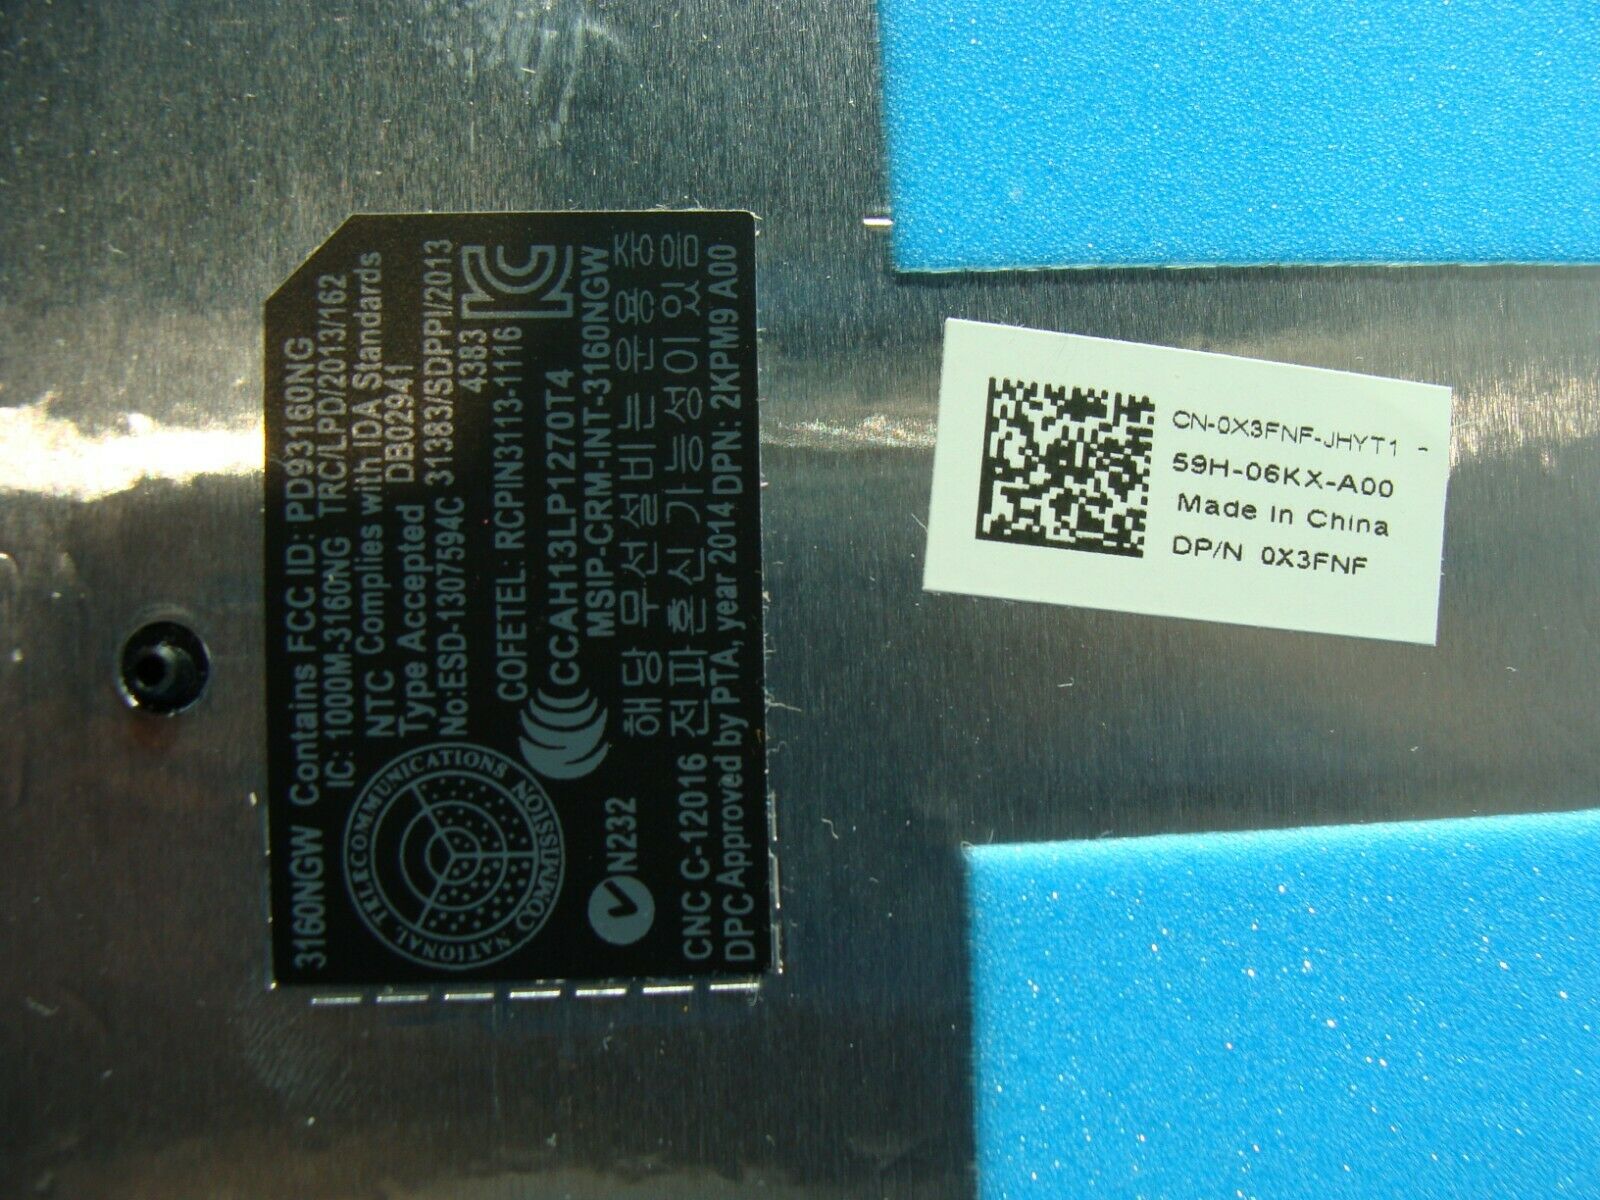 3160NGW Contains FCC ID: PD93160NG
IC: 1000M-3160NG TRC/LPD/2013/162
NTC Complies with IDA Standards
Type Accepted DB02941
No:ESD-1307594C 31383/SDPPI/2013
4383
COFETEL: RCPIN3113-1116
CCAH13LP1270T4
MSIP-CRM-INT-3160NGW
해당 무선설비는 운용 중
전파혼신 가능성이 있음
NATIONAL TELECOMMUNICATIONS COMMISSION
N232
CNC C-12016
DPC Approved by PTA, year 2014 DPN: 2KPM9 A00
CN-0X3FNF-JHYT1 -
59H-06KX-A00
Made in China
DP/N 0X3FNF